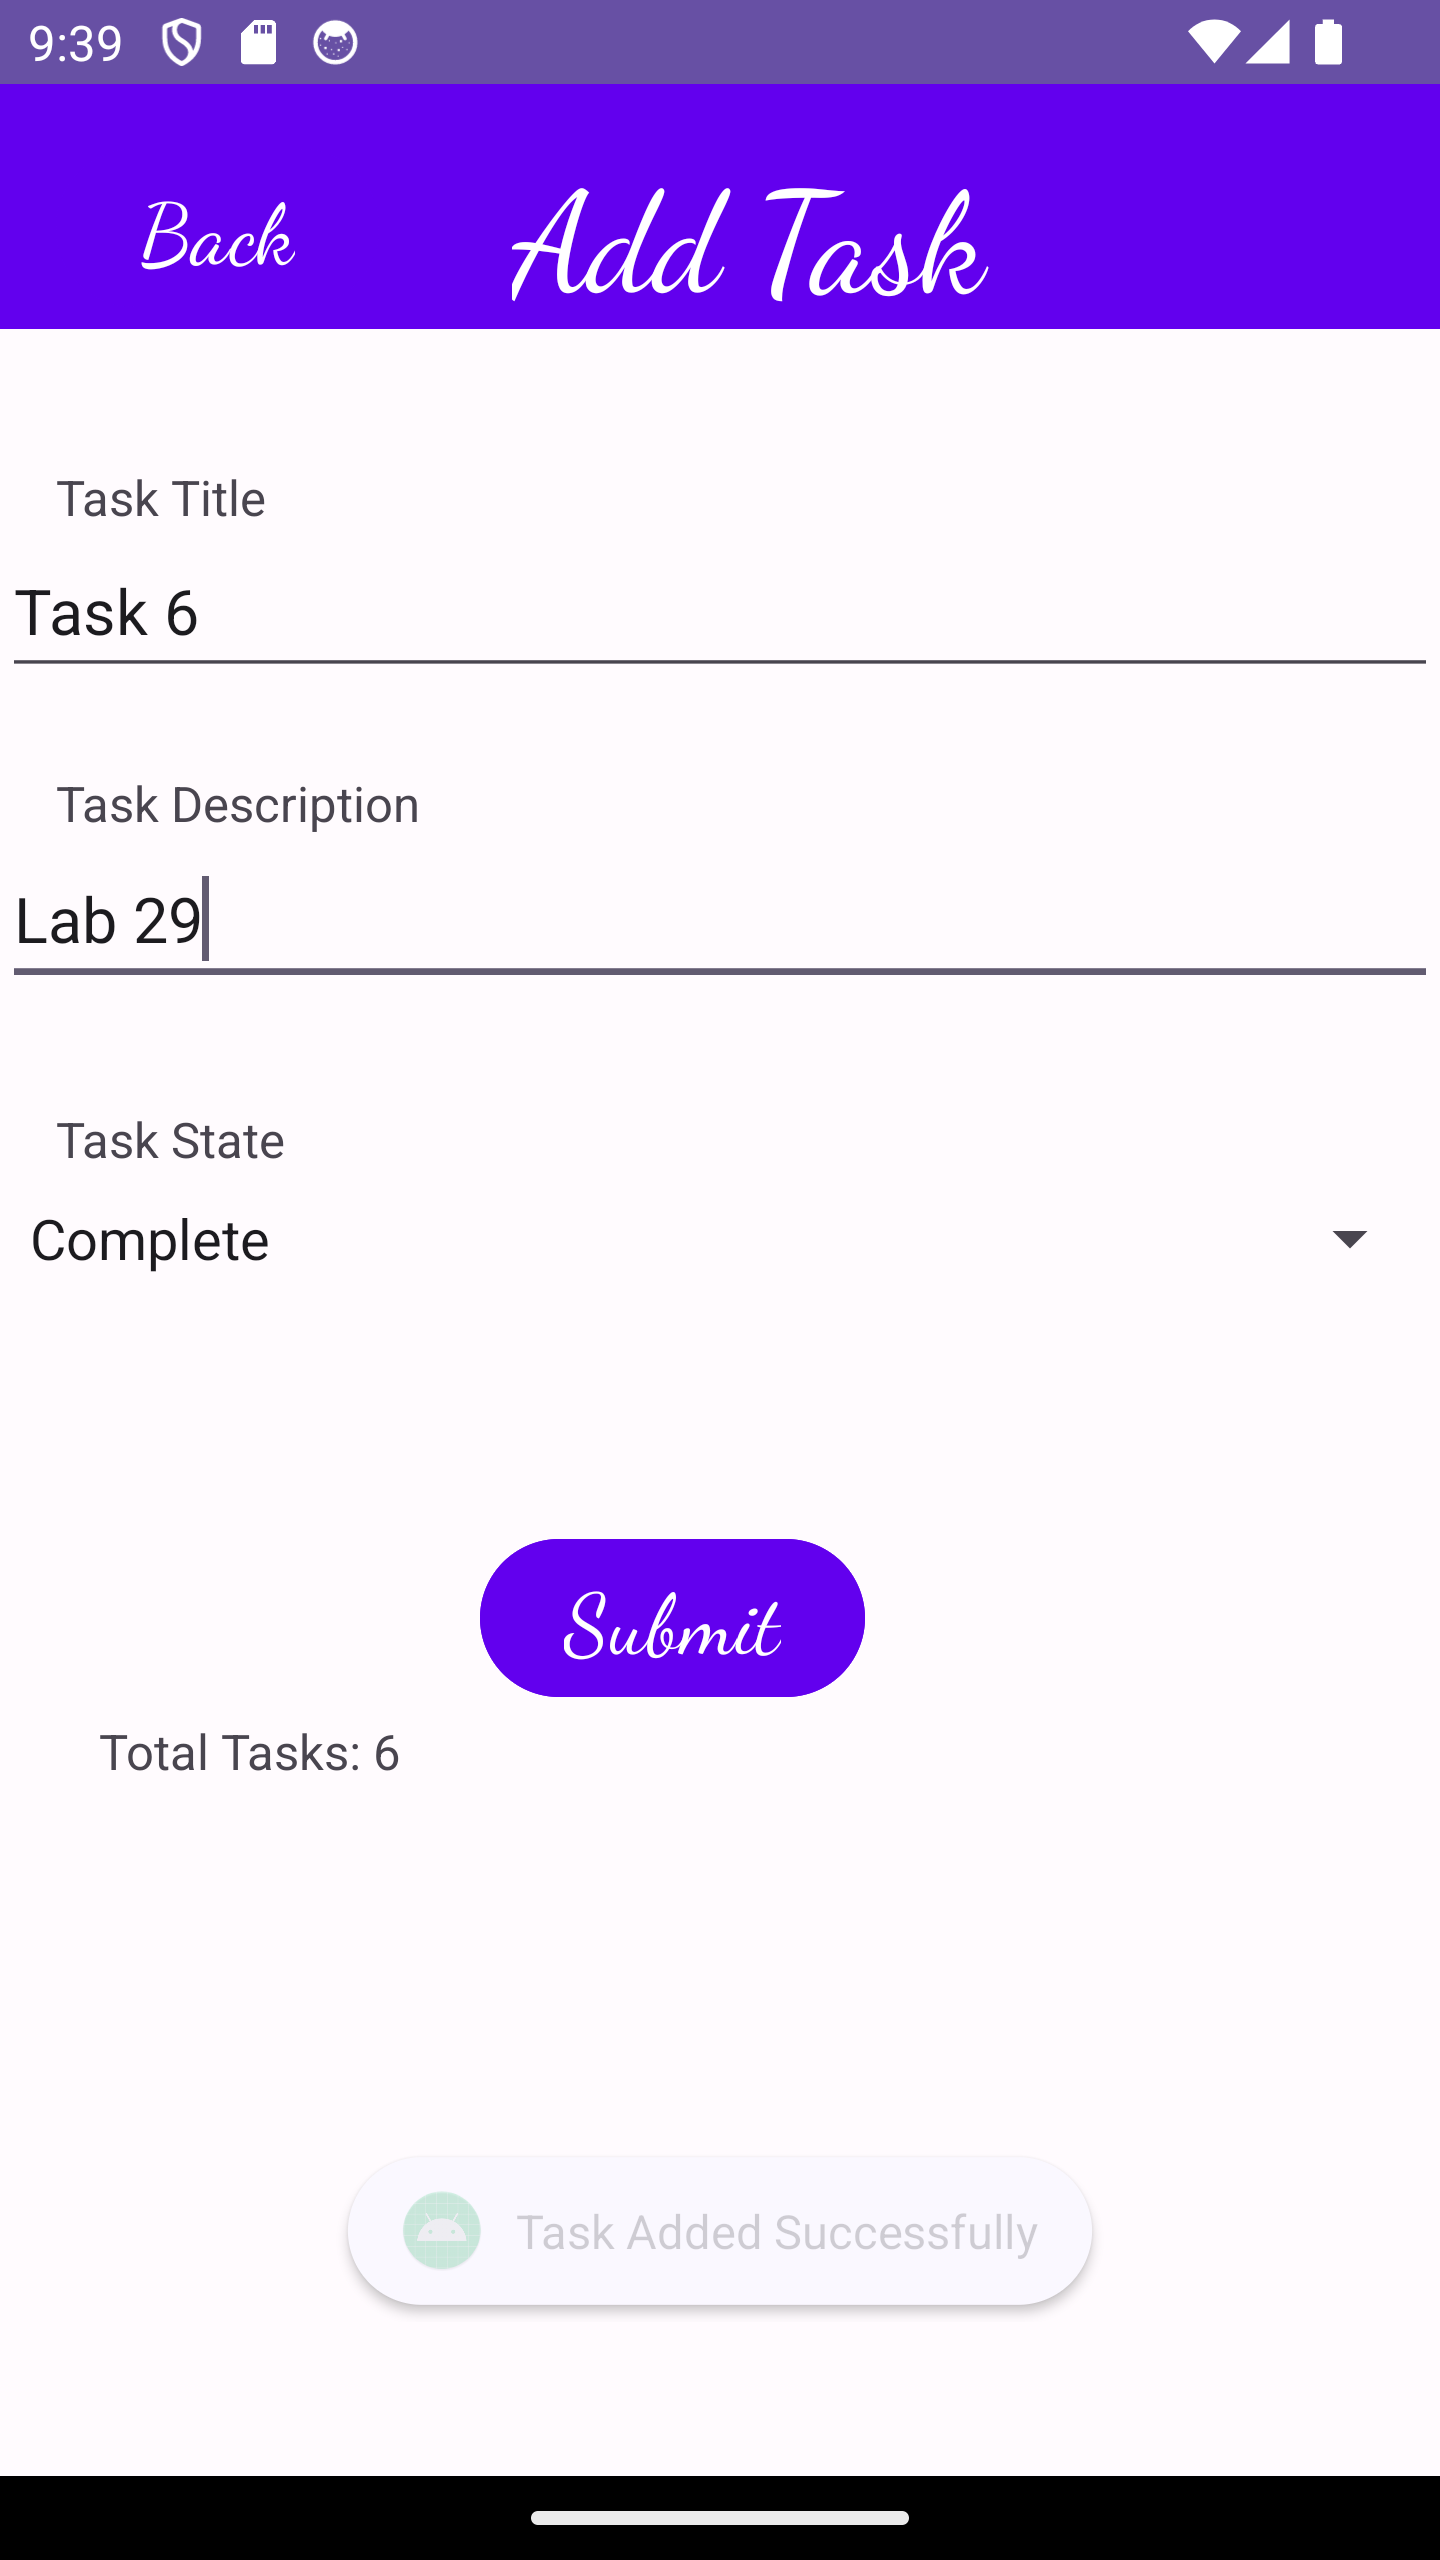 9:39
Back
Add Task
Task Title
Task 6
Task Description
Lab 29
Task State
Complete
Submit
Total Tasks: 6
Task Added Successfully